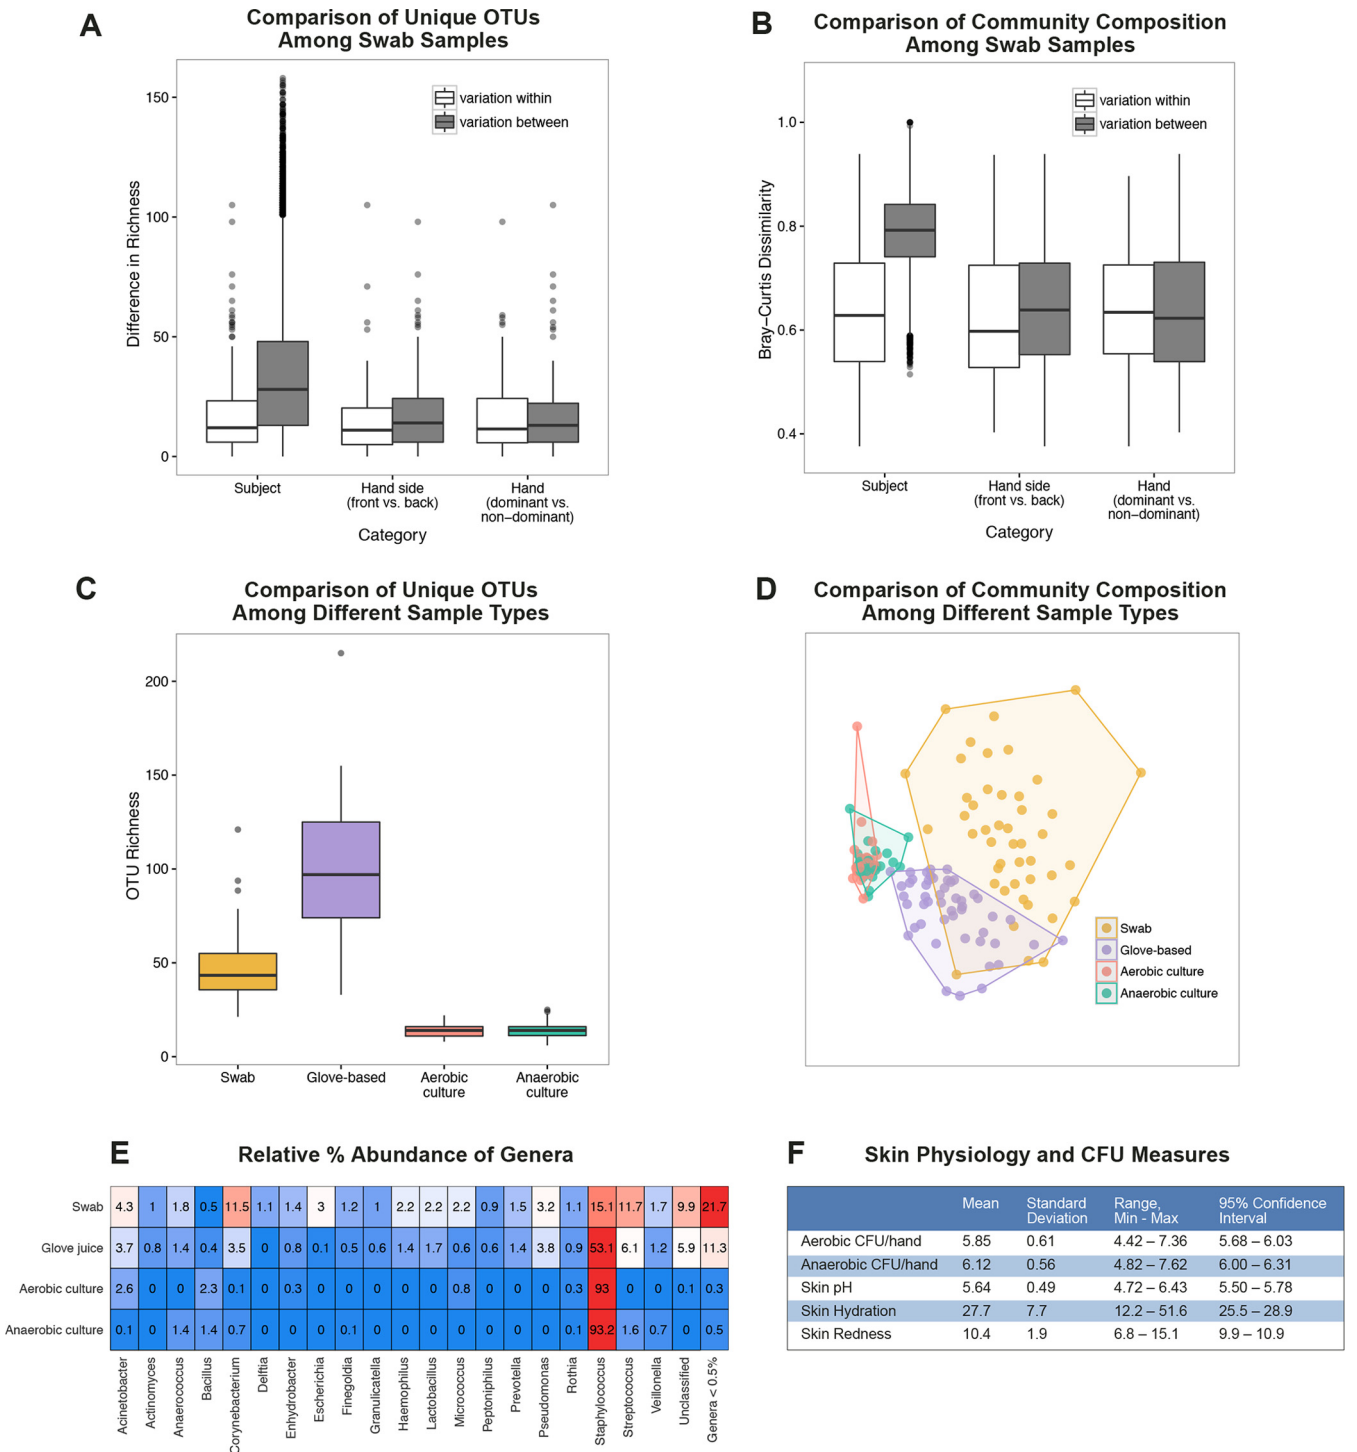 A
Comparison of Unique OTUs
Among Swab Samples
variation within
variation between
Difference in Richness
150
100
50
0
Subject
Hand side
(front vs. back)
Hand
(dominant vs.
non−dominant)
Category
B
Comparison of Community Composition
Among Swab Samples
variation within
variation between
Bray−Curtis Dissimilarity
1.0
0.8
0.6
0.4
Subject
Hand side
(front vs. back)
Hand
(dominant vs.
non−dominant)
Category
C
Comparison of Unique OTUs
Among Different Sample Types
OTU Richness
200
150
100
50
0
Swab
Glove-based
Aerobic
culture
Anaerobic
culture
D
Comparison of Community Composition
Among Different Sample Types
Swab
Glove-based
Aerobic culture
Anaerobic culture
E
Relative % Abundance of Genera
Swab 4.3 1 1.8 0.5 11.5 1.1 1.4 3 1.2 1 2.2 2.2 2.2 0.9 1.5 3.2 1.1 15.1 11.7 1.7 9.9 21.7
Glove juice 3.7 0.8 1.4 0.4 3.5 0 0.8 0.1 0.5 0.6 1.4 1.7 0.6 0.6 1.4 3.8 0.9 53.1 6.1 1.2 5.9 11.3
Aerobic culture 2.6 0 0 2.3 0.1 0 0.3 0 0 0 0 0 0.8 0 0 0 0.3 93 0 0 0.1 0.3
Anaerobic culture 0.1 0 1.4 1.4 0.7 0 0 0 0.1 0 0 0 0 0 0 0 0.1 93.2 1.6 0.7 0 0.5
Acinetobacter
Actinomyces
Anaerococcus
Bacillus
Corynebacterium
Delftia
Enhydrobacter
Escherichia
Finegoldia
Granulicatella
Haemophilus
Lactobacillus
Micrococcus
Peptoniphilus
Prevotella
Pseudomonas
Rothia
Staphylococcus
Streptococcus
Veillonella
Unclassified
Genera < 0.5%
F
Skin Physiology and CFU Measures
Mean Standard Deviation Range, Min - Max 95% Confidence Interval
Aerobic CFU/hand 5.85 0.61 4.42 – 7.36 5.68 – 6.03
Anaerobic CFU/hand 6.12 0.56 4.82 – 7.62 6.00 – 6.31
Skin pH 5.64 0.49 4.72 – 6.43 5.50 – 5.78
Skin Hydration 27.7 7.7 12.2 – 51.6 25.5 – 28.9
Skin Redness 10.4 1.9 6.8 – 15.1 9.9 – 10.9